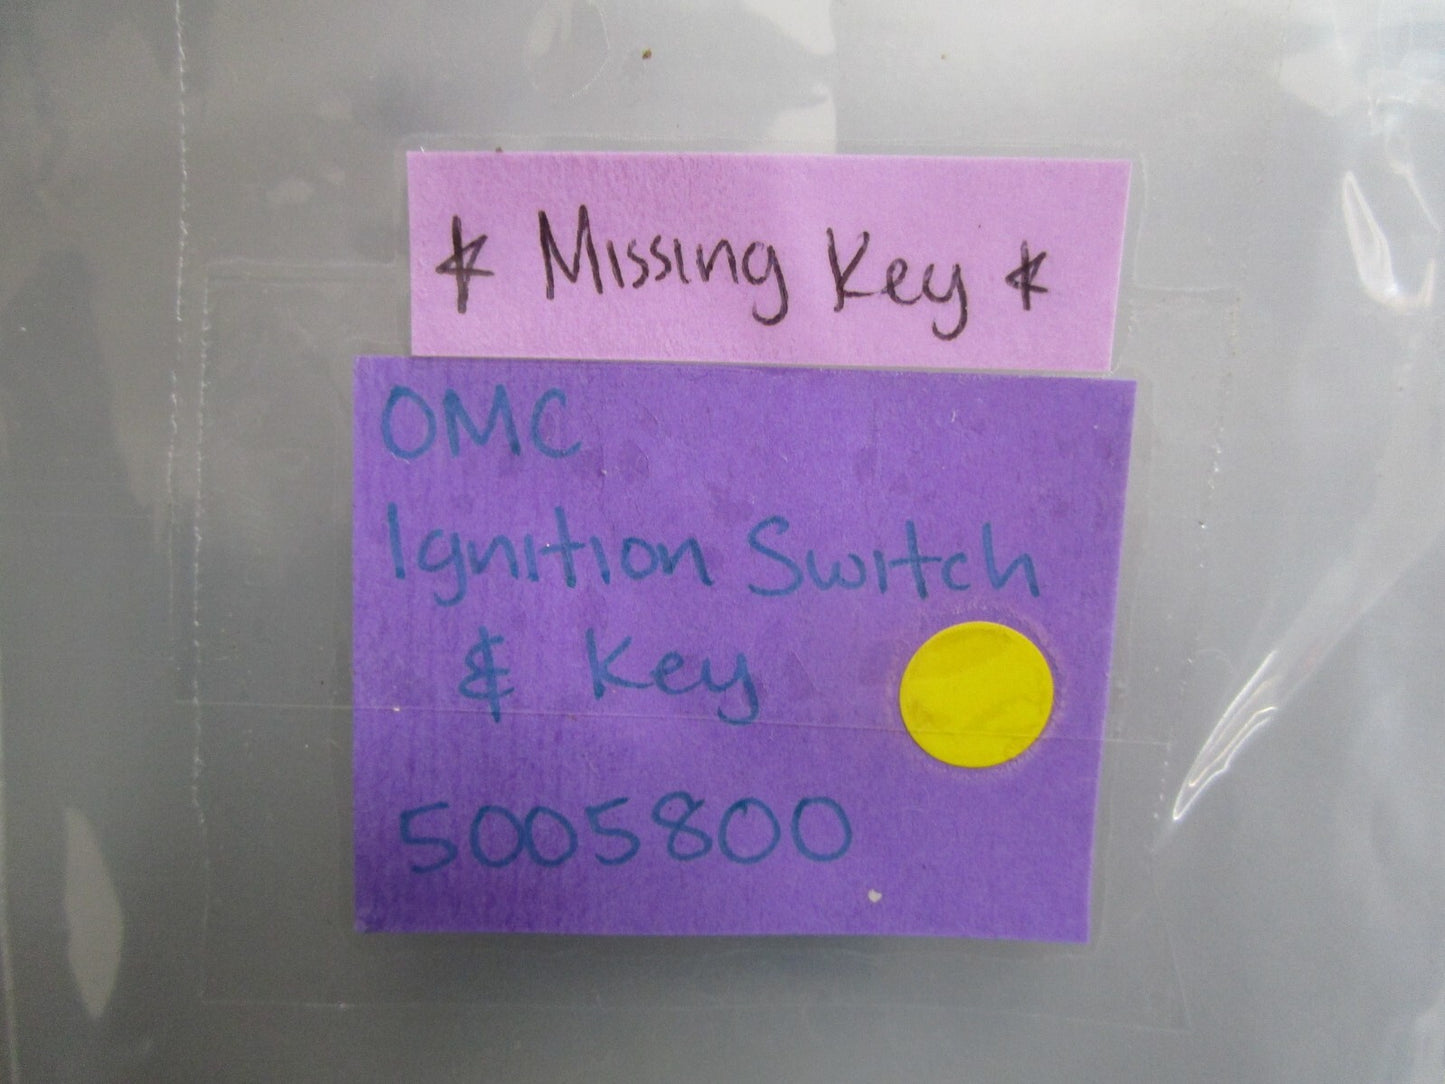 * Missing Key *
OMC
Ignition Switch
& Key
5005800